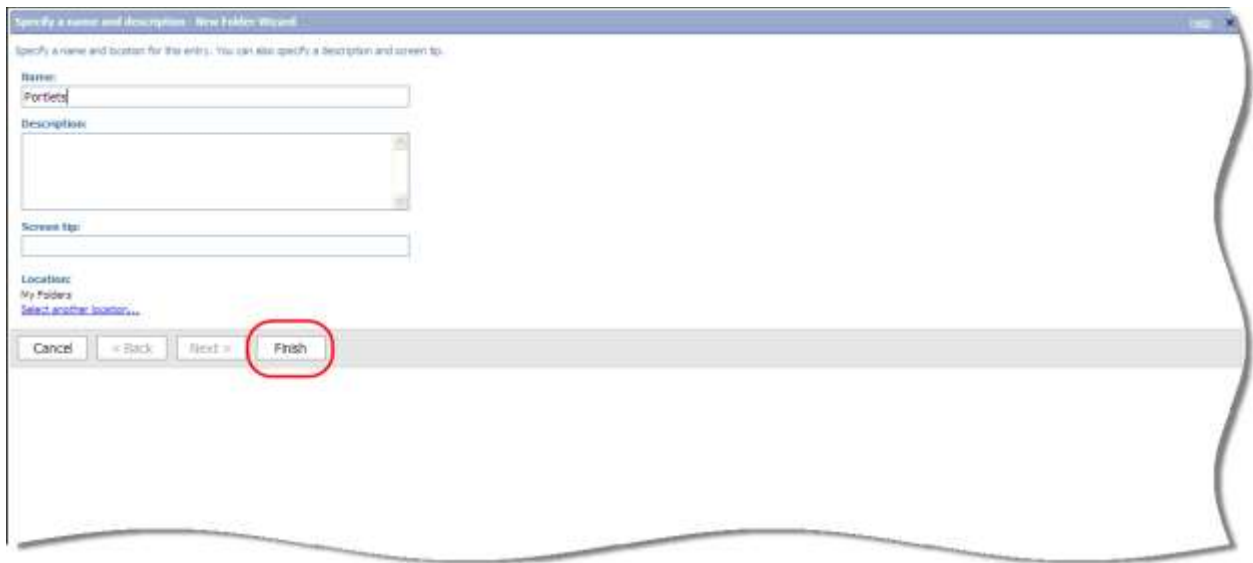 Specify a name and description - New Folder Wizard
Help
Specify a name and location for this entry. You can also specify a description and screen tip.
Name:
Portlets
Description:
Screen tip:
Location:
My Folders
Select another location...
Cancel
< Back
Next >
Finish